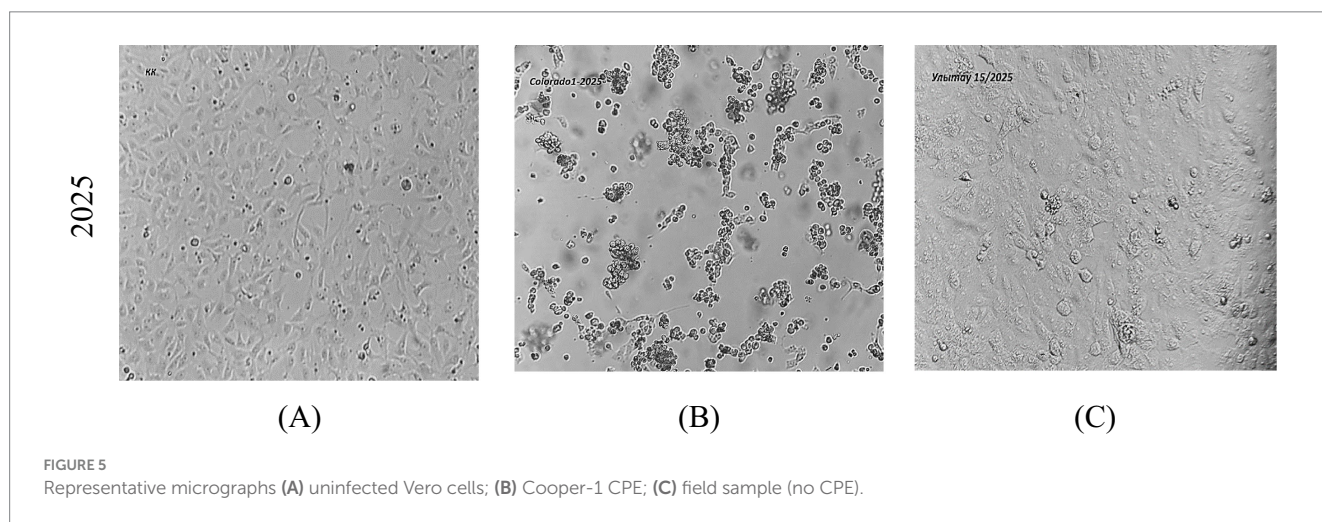 2025
КК
Colorado1-2025
Улытау 15/2025
(A)
(B)
(C)
FIGURE 5
Representative micrographs (A) uninfected Vero cells; (B) Cooper-1 CPE; (C) field sample (no CPE).